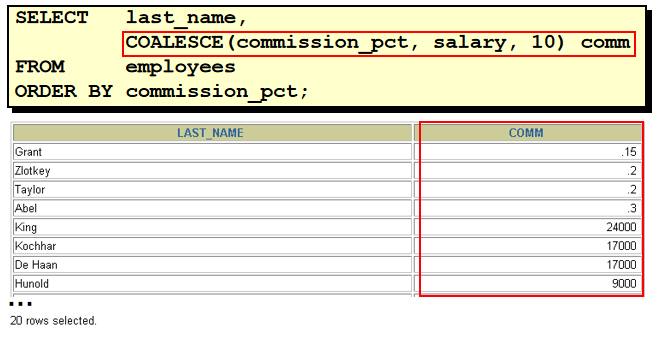 SELECT last_name,
COALESCE(commission_pct, salary, 10) comm
FROM employees
ORDER BY commission_pct;
LAST_NAME COMM
Grant .15
Zlotkey .2
Taylor .2
Abel .3
King 24000
Kochhar 17000
De Haan 17000
Hunold 9000
...
20 rows selected.